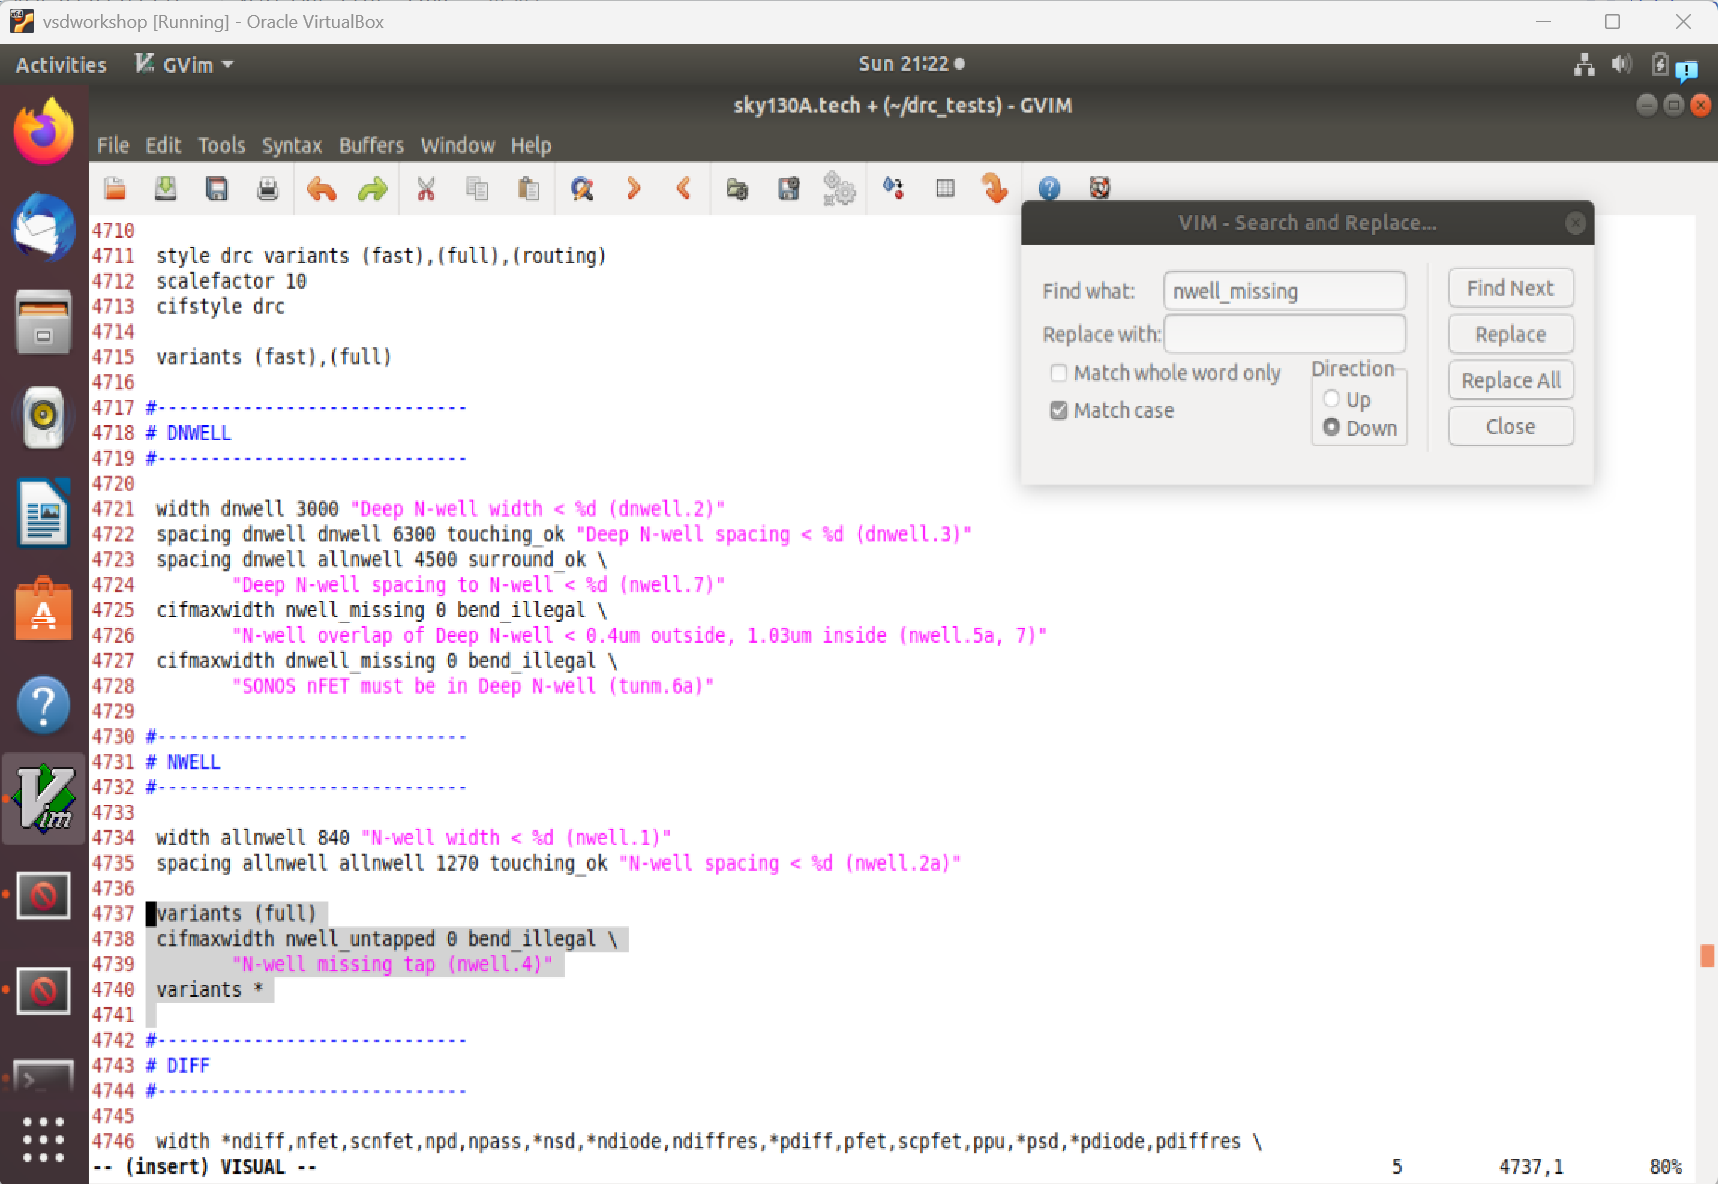 vsdworkshop [Running] - Oracle VirtualBox
Activities GVim Sun 21:22
sky130A.tech + (~/drc_tests) - GVIM
File Edit Tools Syntax Buffers Window Help
VIM - Search and Replace...
Find what: nwell_missing Find Next
Replace with: Replace
Match whole word only Direction Replace All
Match case Up
Down Close
4710
4711 style drc variants (fast),(full),(routing)
4712 scalefactor 10
4713 cifstyle drc
4714
4715 variants (fast),(full)
4716
4717 #-----------------------------
4718 # DNWELL
4719 #-----------------------------
4720
4721 width dnwell 3000 "Deep N-well width < %d (dnwell.2)"
4722 spacing dnwell dnwell 6300 touching_ok "Deep N-well spacing < %d (dnwell.3)"
4723 spacing dnwell allnwell 4500 surround_ok \
4724 "Deep N-well spacing to N-well < %d (nwell.7)"
4725 cifmaxwidth nwell_missing 0 bend_illegal \
4726 "N-well overlap of Deep N-well < 0.4um outside, 1.03um inside (nwell.5a, 7)"
4727 cifmaxwidth dnwell_missing 0 bend_illegal \
4728 "SONOS nFET must be in Deep N-well (tunm.6a)"
4729
4730 #-----------------------------
4731 # NWELL
4732 #-----------------------------
4733
4734 width allnwell 840 "N-well width < %d (nwell.1)"
4735 spacing allnwell allnwell 1270 touching_ok "N-well spacing < %d (nwell.2a)"
4736
4737 variants (full)
4738 cifmaxwidth nwell_untapped 0 bend_illegal \
4739 "N-well missing tap (nwell.4)"
4740 variants *
4741
4742 #-----------------------------
4743 # DIFF
4744 #-----------------------------
4745
4746 width *ndiff,nfet,scnfet,npd,npass,*nsd,*ndiode,ndiffres,*pdiff,pfet,scpfet,ppu,*psd,*pdiode,pdiffres \
-- (insert) VISUAL -- 5 4737,1 80%